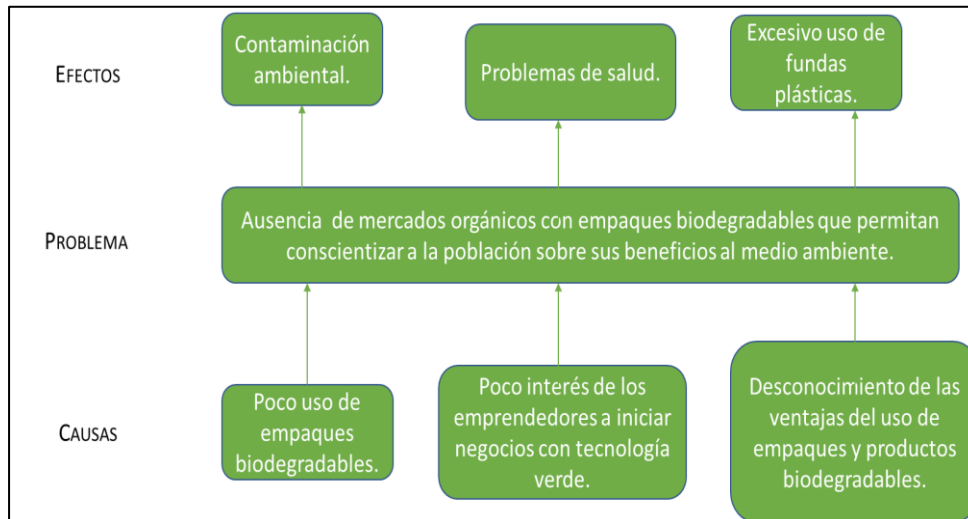 EFECTOS
Contaminación
ambiental.
Problemas de salud.
Excesivo uso de
fundas
plásticas.
PROBLEMA
Ausencia de mercados orgánicos con empaques biodegradables que permitan
conscientizar a la población sobre sus beneficios al medio ambiente.
CAUSAS
Poco uso de
empaques
biodegradables.
Poco interés de los
emprendedores a iniciar
negocios con tecnología
verde.
Desconocimiento de las
ventajas del uso de
empaques y productos
biodegradables.